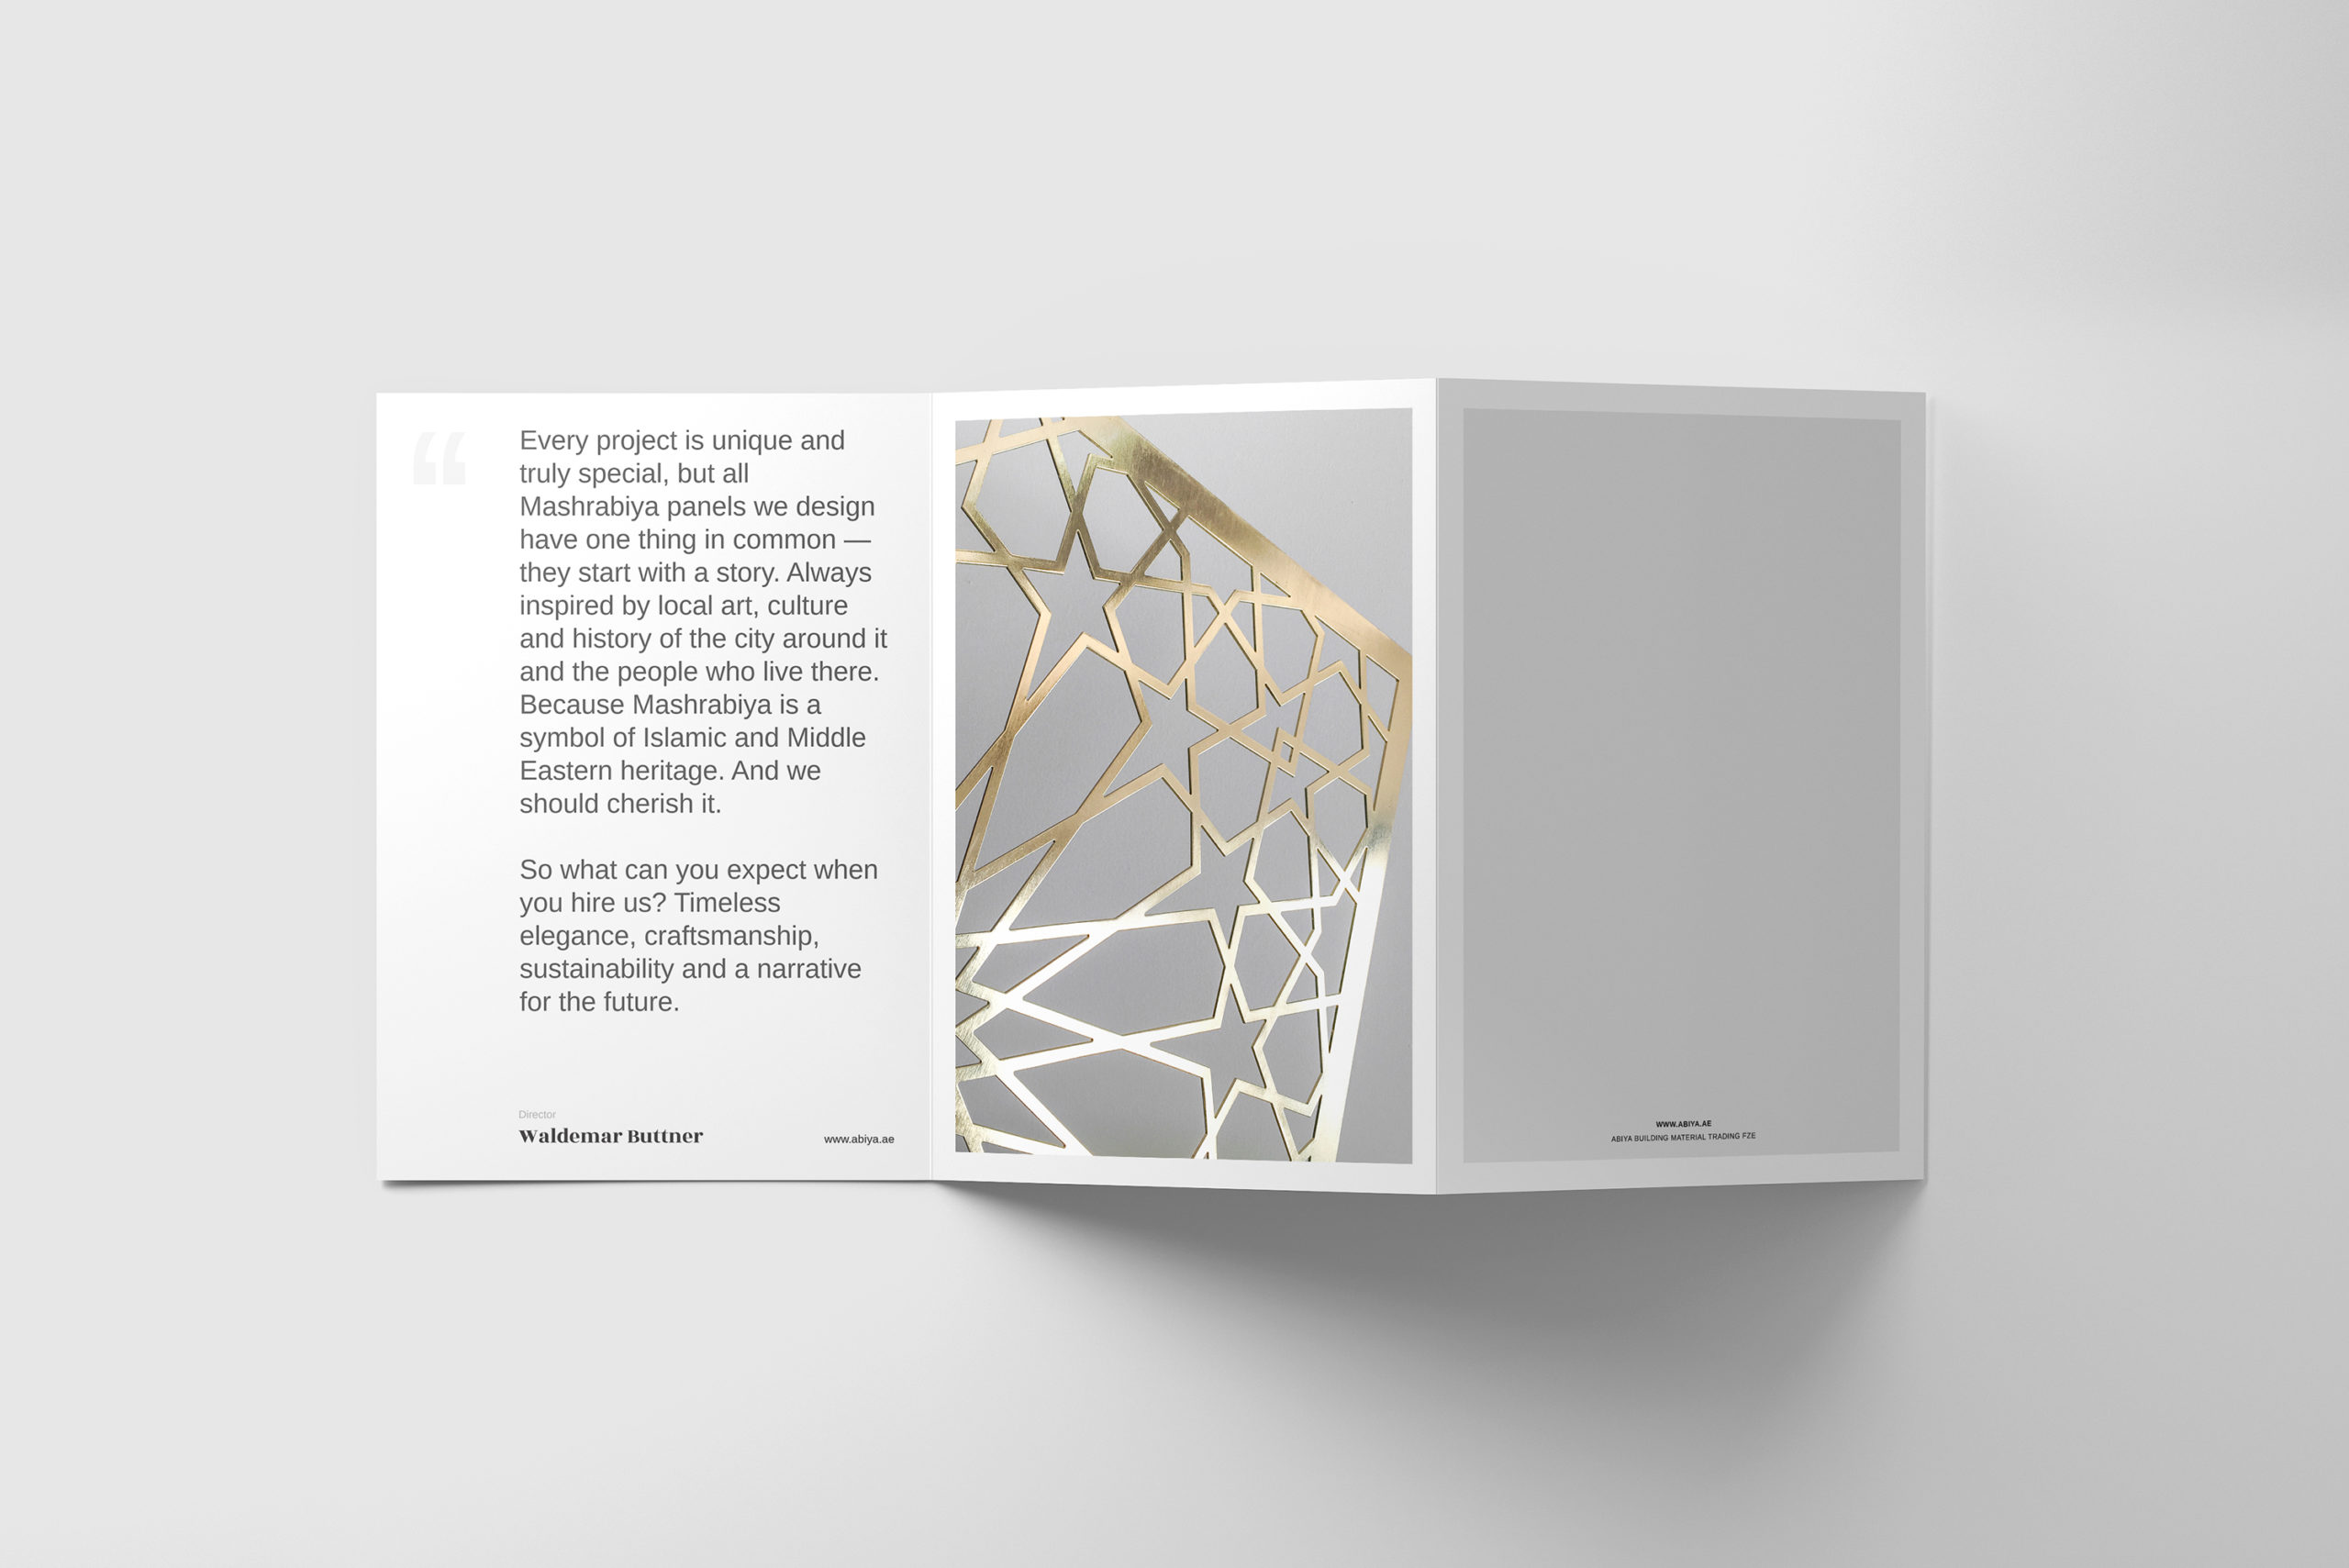 “
Every project is unique and
truly special, but all
Mashrabiya panels we design
have one thing in common —
they start with a story. Always
inspired by local art, culture
and history of the city around it
and the people who live there.
Because Mashrabiya is a
symbol of Islamic and Middle
Eastern heritage. And we
should cherish it.
So what can you expect when
you hire us? Timeless
elegance, craftsmanship,
sustainability and a narrative
for the future.
Director
Waldemar Buttner
www.abiya.ae
WWW.ABIYA.AE
ABIYA BUILDING MATERIAL TRADING FZE